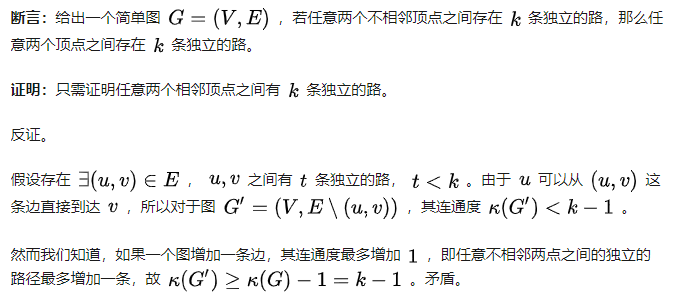 断言：给出一个简单图 G = (V, E) ，若任意两个不相邻顶点之间存在 k 条独立的路，那么任
意两个顶点之间存在 k 条独立的路。
证明：只需证明任意两个相邻顶点之间有 k 条独立的路。
反证。
假设存在 ∃(u, v) ∈ E ， u, v 之间有 t 条独立的路， t < k 。由于 u 可以从 (u, v) 这
条边直接到达 v ，所以对于图 G′ = (V, E \ (u, v)) ，其连通度 κ(G′) < k − 1 。
然而我们知道，如果一个图增加一条边，其连通度最多增加 1 ，即任意不相邻两点之间的独立的
路径最多增加一条，故 κ(G′) ≥ κ(G) − 1 = k − 1 。矛盾。